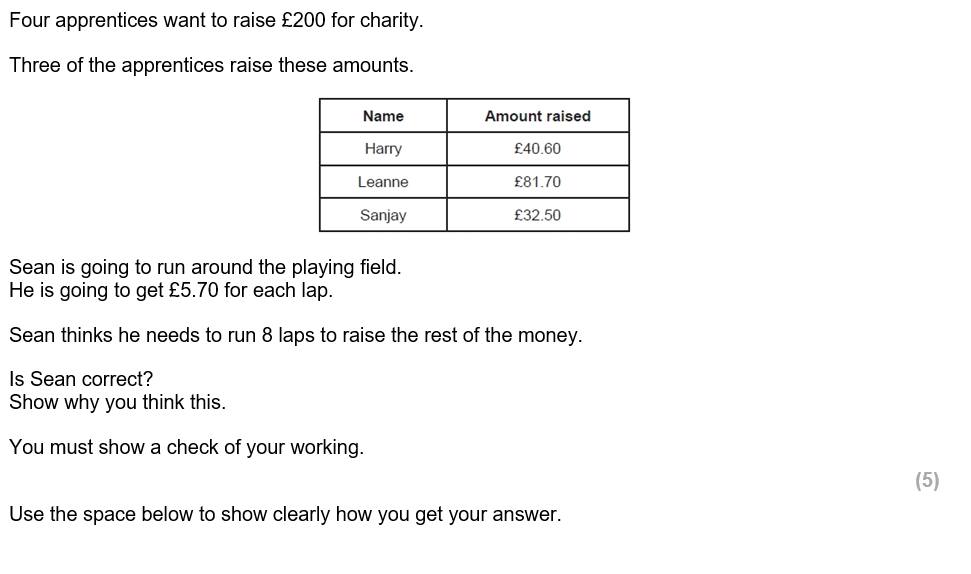 Four apprentices want to raise £200 for charity.
Three of the apprentices raise these amounts.
Name Amount raised
Harry £40.60
Leanne £81.70
Sanjay £32.50
Sean is going to run around the playing field.
He is going to get £5.70 for each lap.
Sean thinks he needs to run 8 laps to raise the rest of the money.
Is Sean correct?
Show why you think this.
You must show a check of your working.
(5)
Use the space below to show clearly how you get your answer.